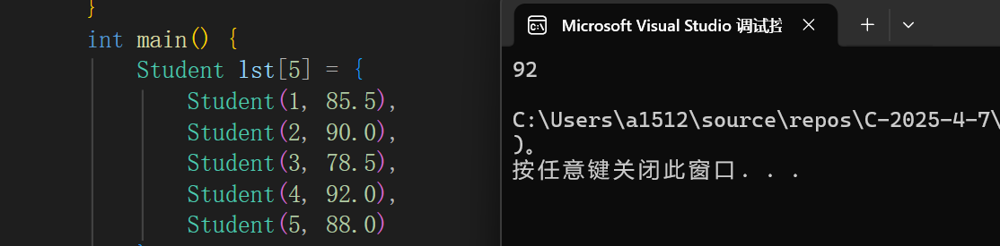 }
int main() {
Student lst[5] = {
Student(1, 85.5),
Student(2, 90.0),
Student(3, 78.5),
Student(4, 92.0),
Student(5, 88.0)
Microsoft Visual Studio 调试控
92
C:\Users\a1512\source\repos\C-2025-4-7\
)。
按任意键关闭此窗口. . .